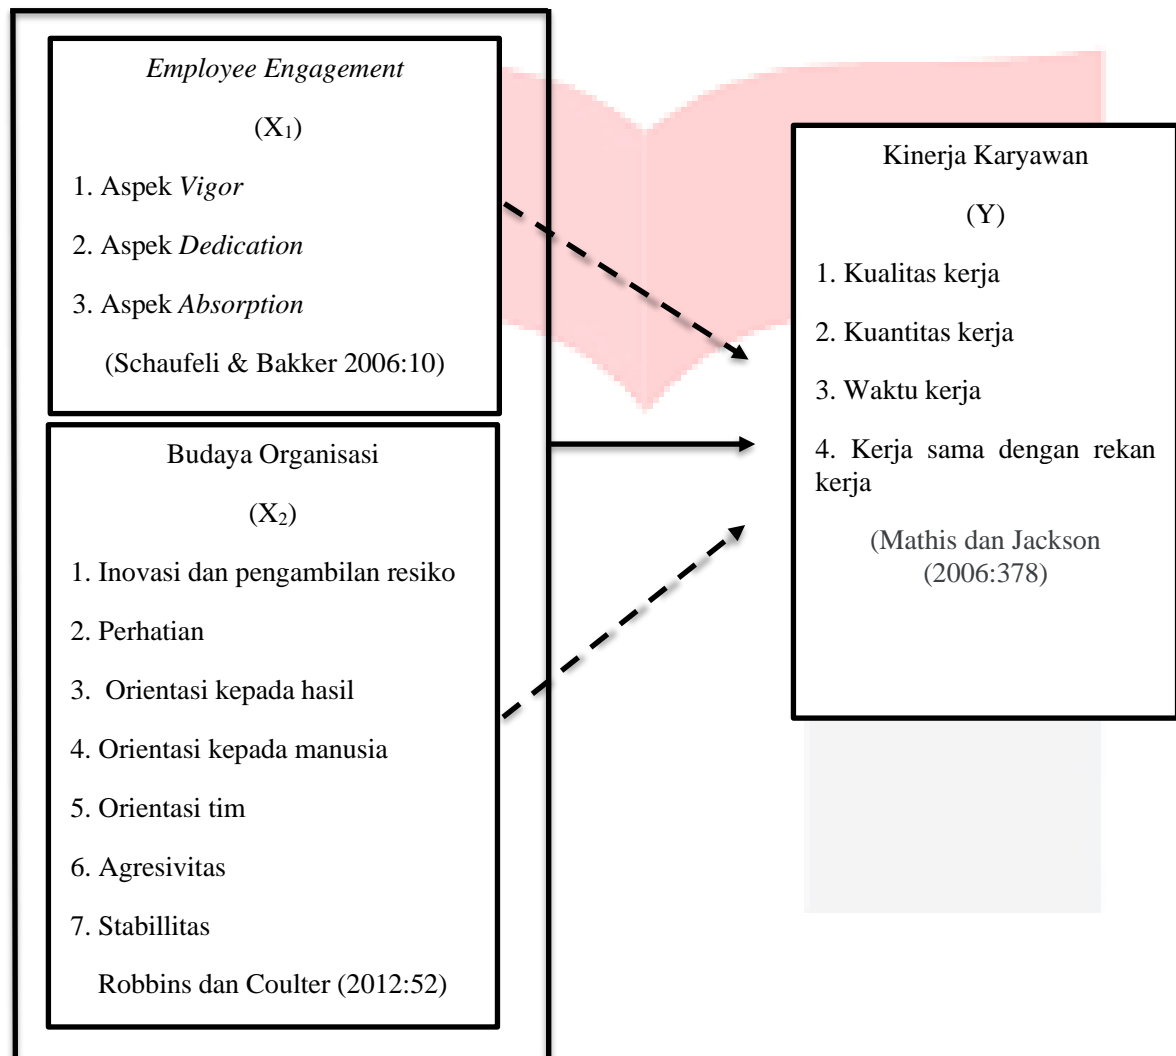 Employee Engagement
(X₁)
1. Aspek Vigor
2. Aspek Dedication
3. Aspek Absorption
(Schaufeli & Bakker 2006:10)
Budaya Organisasi
(X₂)
1. Inovasi dan pengambilan resiko
2. Perhatian
3. Orientasi kepada hasil
4. Orientasi kepada manusia
5. Orientasi tim
6. Agresivitas
7. Stabillitas
Robbins dan Coulter (2012:52)
Kinerja Karyawan
(Y)
1. Kualitas kerja
2. Kuantitas kerja
3. Waktu kerja
4. Kerja sama dengan rekan
kerja
(Mathis dan Jackson
(2006:378)